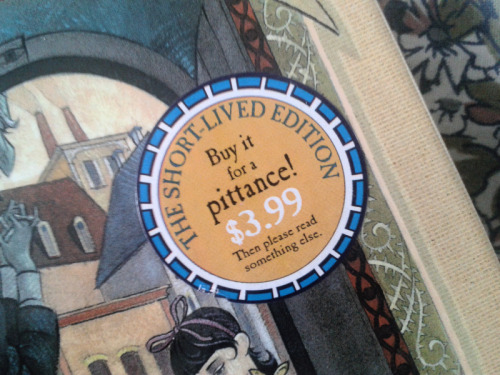 THE SHORT-LIVED EDITION
Buy it
for a
pittance!
$3.99
Then please read
something else.